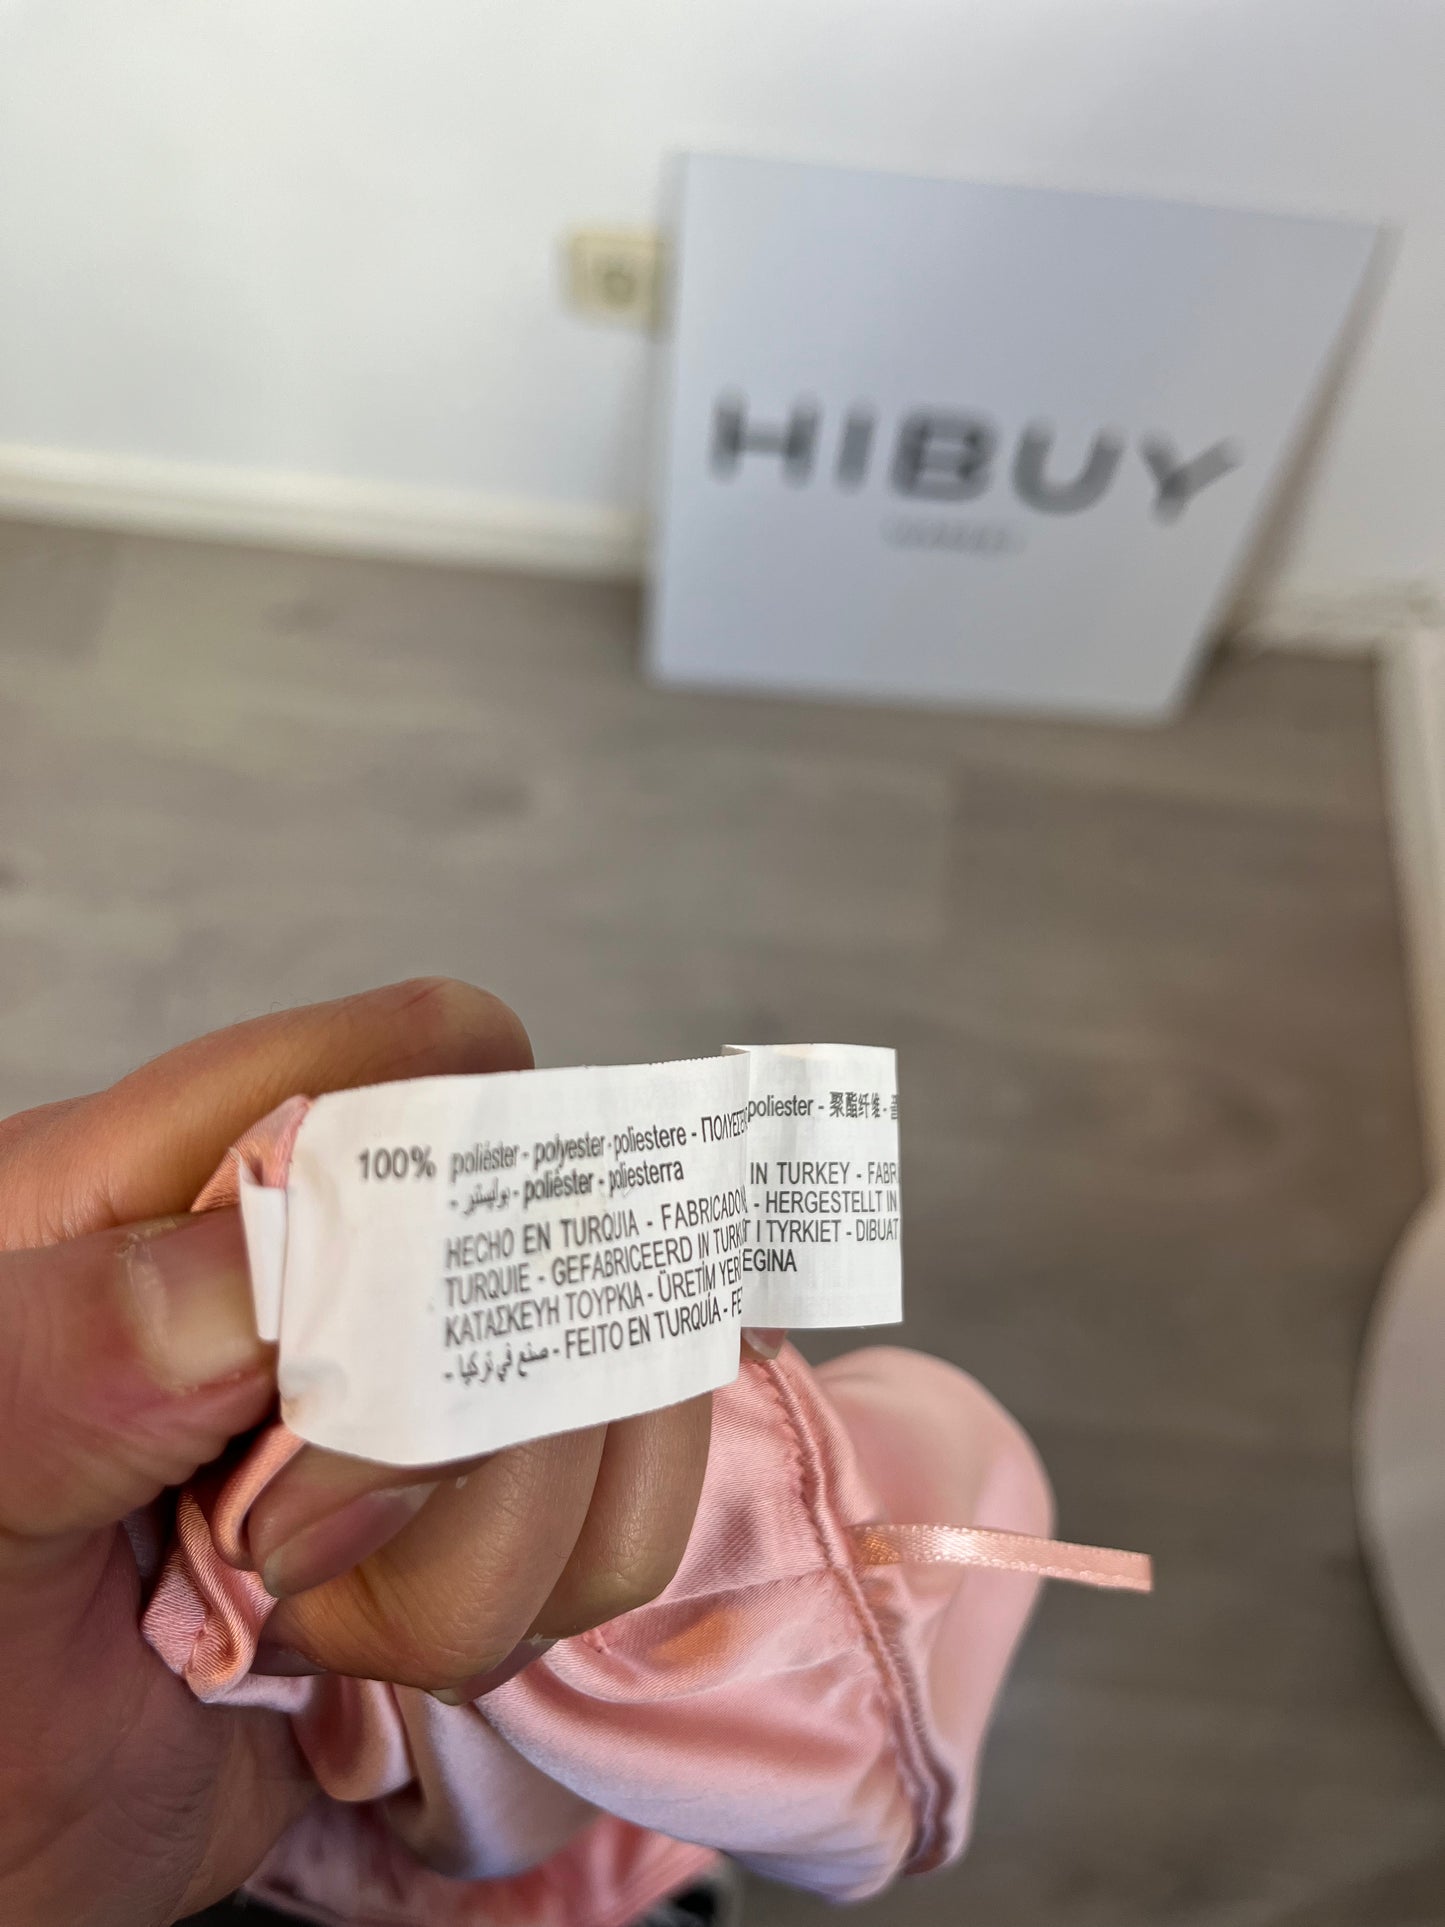 HIBUY
100% poliéster - polyester - poliestere - ΠΟΛΥΕΣ
- بوليستر - poliéster - poliesterra
HECHO EN TURQUIA - FABRICADO
TURQUIE - GEFABRICEERD IN TURK
ΚΑΤΑΣΚΕΥΗ ΤΟΥΡΚΙΑ - ÜRETİM YERİ
- صنع في تركيا - FEITO EN TURQUÍA - FE
poliester - 聚酯纤维 -
IN TURKEY - FABR
- HERGESTELLT IN
T I TYRKIET - DIBUAT
EGINA